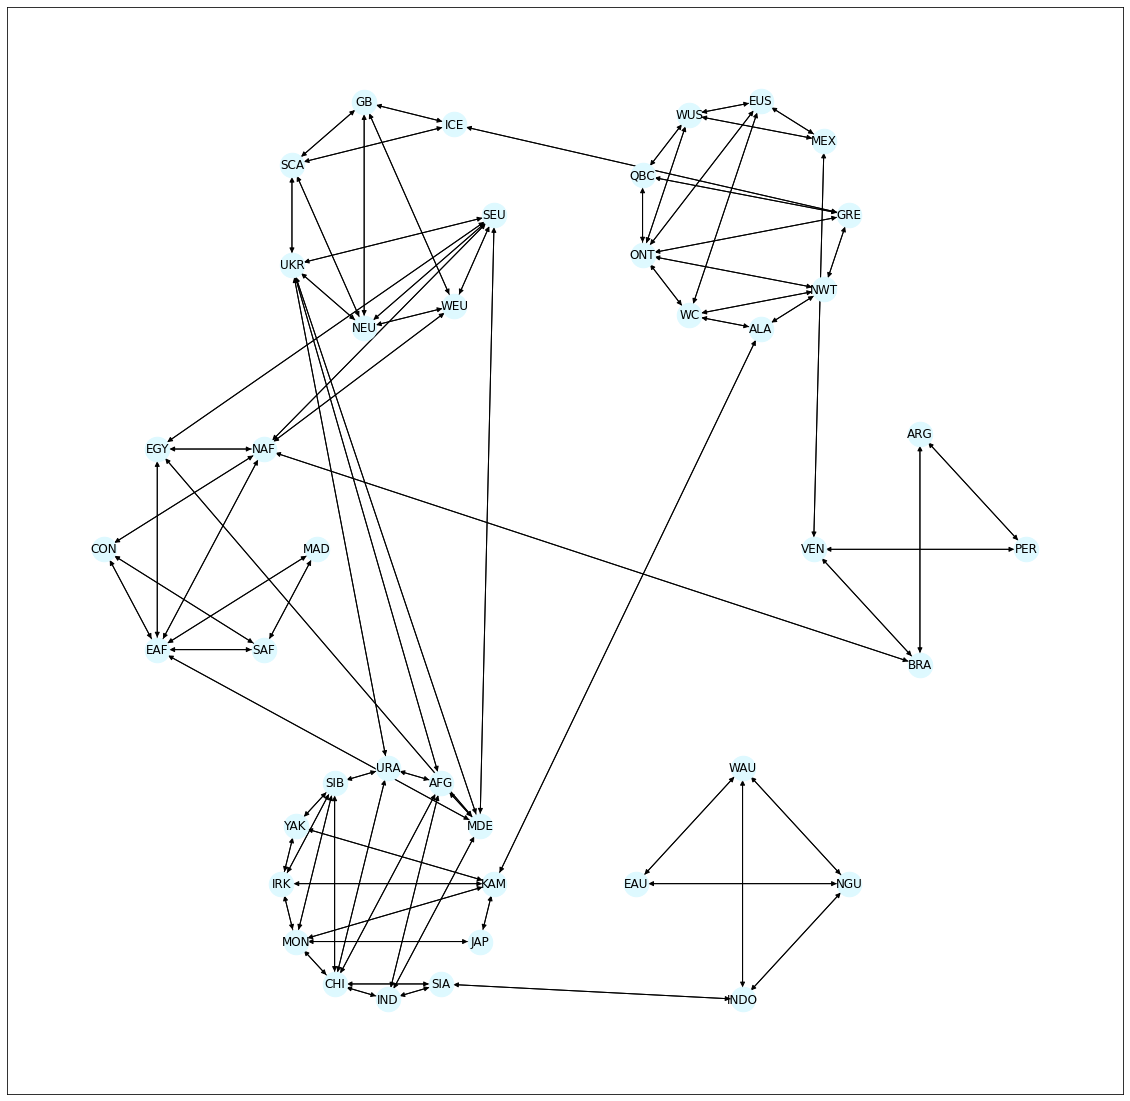 GB
EUS
WUS
ICE
MEX
SCA
QBC
SEU
GRE
ONT
UKR
NWT
WEU
WC
NEU
ALA
ARG
EGY
NAF
CON
MAD
VEN
PER
EAF
SAF
BRA
URA
WAU
SIB
AFG
YAK
MDE
IRK
KAM
EAU
NGU
MON
JAP
CHI
SIA
IND
INDO